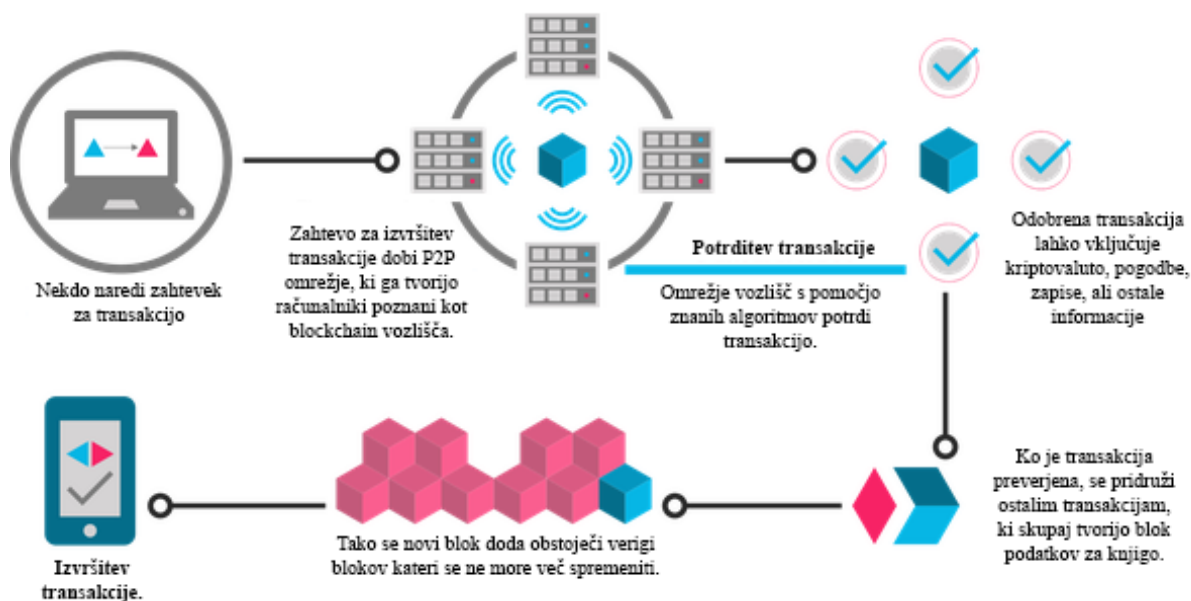 Nekdo naredi zahtevek
za transakcijo
Zahtevo za izvršitev
transakcije dobi P2P
omrežje, ki ga tvorijo
računalniki poznani kot
blockchain vozlišča.
Potrditev transakcije
Omrežje vozlišč s pomočjo
znanih algoritmov potrdi
transakcijo.
Odobrena transakcija
lahko vključuje
kriptovaluto, pogodbe,
zapise, ali ostale
informacije
Ko je transakcija
preverjena, se pridruži
ostalim transakcijam,
ki skupaj tvorijo blok
podatkov za knjigo.
Tako se novi blok doda obstoječi verigi
blokov kateri se ne more več spremeniti.
Izvršitev
transakcije.